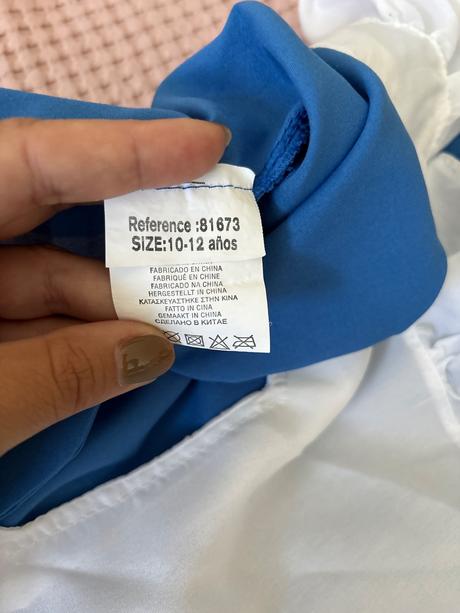 Reference :81673
SIZE:10-12 años
FABRICADO EN CHINA
FABRIQUÉ EN CHINE
FABRICADO NA CHINA
HERGESTELLT IN CHINA
ΚΑΤΑΣΚΕΥΑΣΤΗΚΕ ΣΤΗΝ ΚΙΝΑ
FATTO IN CINA
GEMAAKT IN CHINA
СДЕЛАНО В КИТАЕ